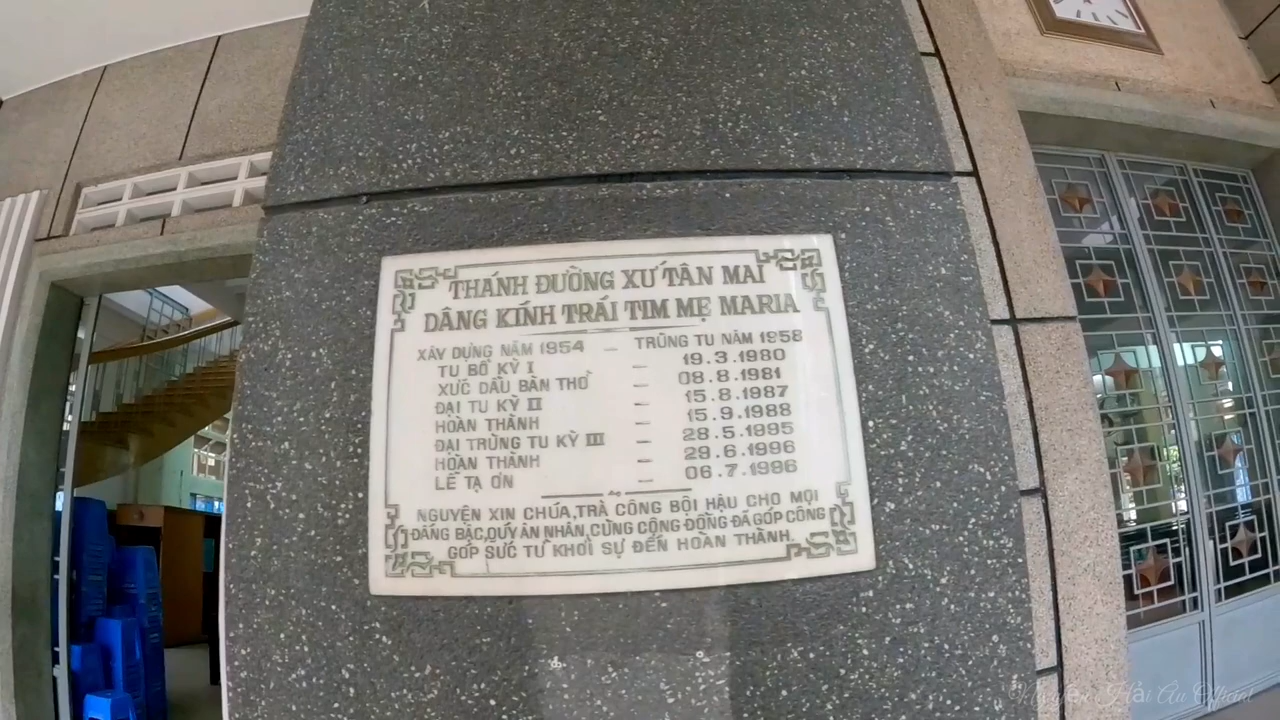 THÁNH ĐƯỜNG XỨ TÂN MAI
DÂNG KÍNH TRÁI TIM MẸ MARIA
XÂY DỰNG NĂM 1954 – TRÙNG TU NĂM 1958
TU BỔ KỲ I – 19.3.1980
XỨC DẦU BÀN THỜ – 08.8.1981
ĐẠI TU KỲ II – 15.8.1987
HOÀN THÀNH – 15.9.1988
ĐẠI TRÙNG TU KỲ III – 28.5.1995
HOÀN THÀNH – 29.6.1996
LỄ TẠ ƠN – 06.7.1996
NGUYỆN XIN CHÚA, TRẢ CÔNG BỘI HẬU CHO MỌI
ĐẤNG BẬC, QUÝ ÂN NHÂN, CÙNG CỘNG ĐỒNG ĐÃ GÓP CÔNG
GÓP SỨC TỪ KHỞI SỰ ĐẾN HOÀN THÀNH.
Hải Âu Official